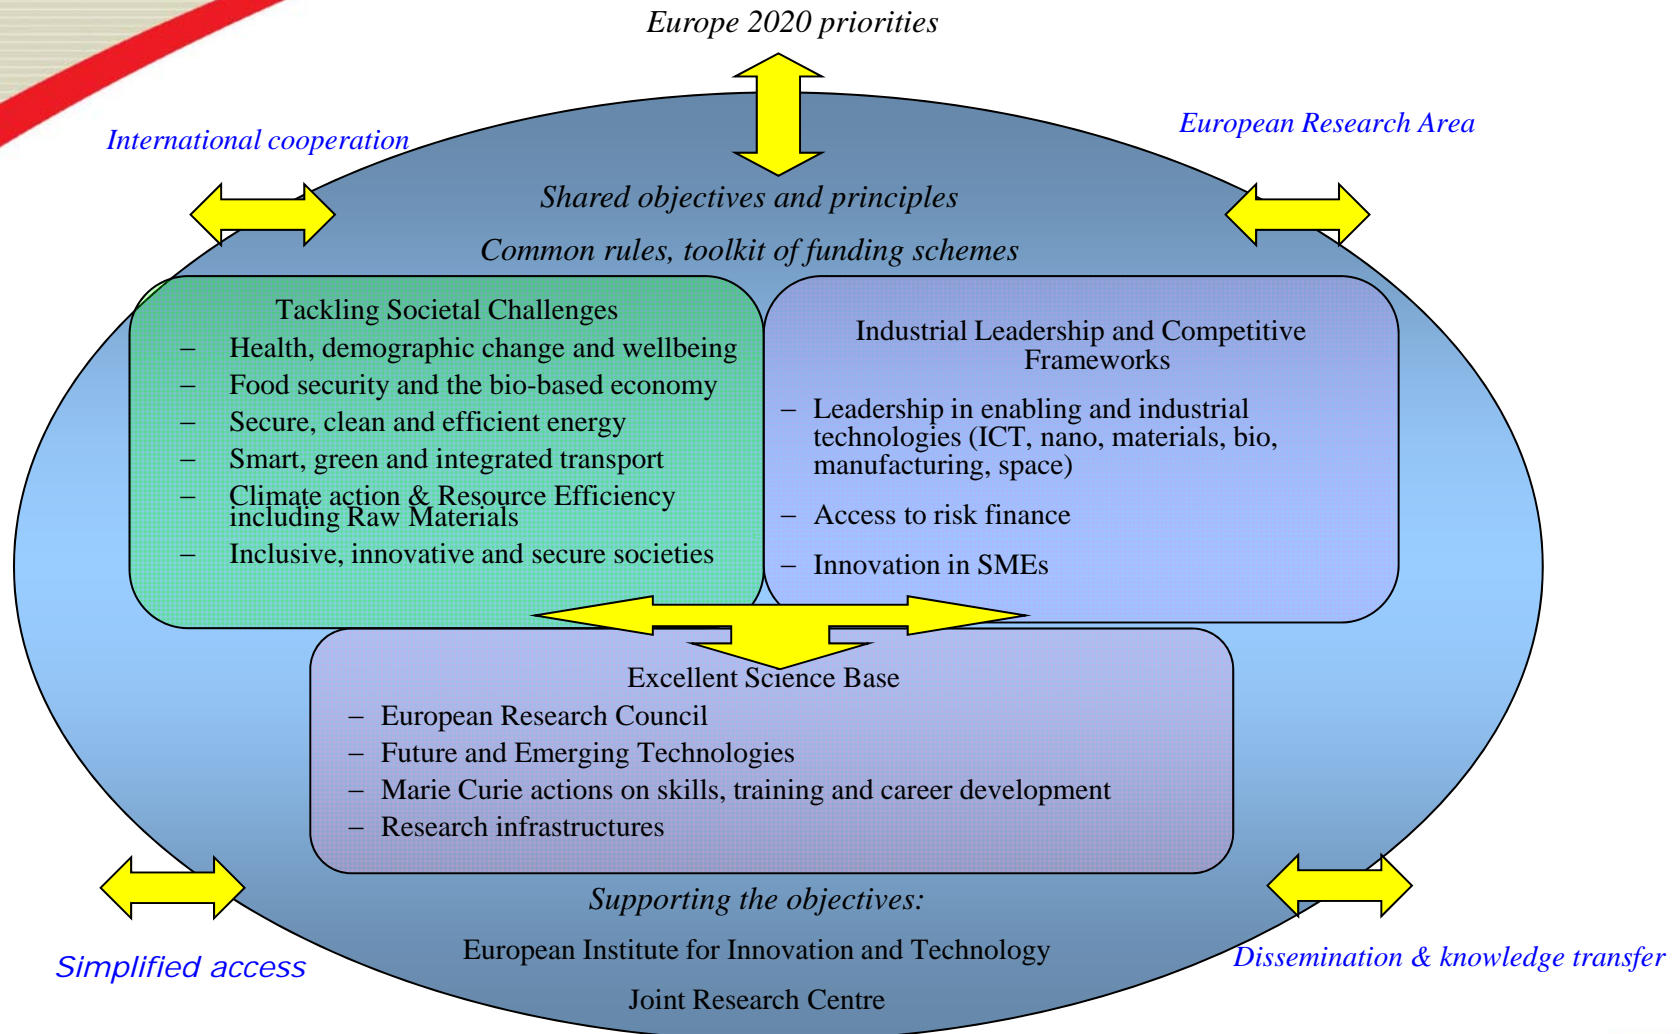 Europe 2020 priorities
International cooperation
European Research Area
Shared objectives and principles
Common rules, toolkit of funding schemes
Tackling Societal Challenges
– Health, demographic change and wellbeing
– Food security and the bio-based economy
– Secure, clean and efficient energy
– Smart, green and integrated transport
– Climate action & Resource Efficiency
including Raw Materials
– Inclusive, innovative and secure societies
Industrial Leadership and Competitive
Frameworks
– Leadership in enabling and industrial
technologies (ICT, nano, materials, bio,
manufacturing, space)
– Access to risk finance
– Innovation in SMEs
Excellent Science Base
– European Research Council
– Future and Emerging Technologies
– Marie Curie actions on skills, training and career development
– Research infrastructures
Supporting the objectives:
European Institute for Innovation and Technology
Joint Research Centre
Simplified access
Dissemination & knowledge transfer